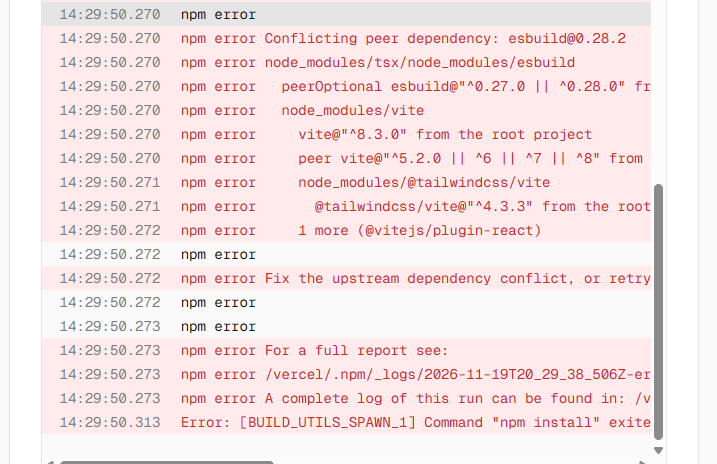 14:29:50.270 npm error
14:29:50.270 npm error Conflicting peer dependency: esbuild@0.28.2
14:29:50.270 npm error node_modules/tsx/node_modules/esbuild
14:29:50.270 npm error   peerOptional esbuild@"^0.27.0 || ^0.28.0" fr
14:29:50.270 npm error   node_modules/vite
14:29:50.270 npm error     vite@"^8.3.0" from the root project
14:29:50.270 npm error     peer vite@"^5.2.0 || ^6 || ^7 || ^8" from
14:29:50.271 npm error     node_modules/@tailwindcss/vite
14:29:50.271 npm error       @tailwindcss/vite@"^4.3.3" from the root
14:29:50.272 npm error     1 more (@vitejs/plugin-react)
14:29:50.272 npm error
14:29:50.272 npm error Fix the upstream dependency conflict, or retry
14:29:50.272 npm error
14:29:50.273 npm error
14:29:50.273 npm error For a full report see:
14:29:50.273 npm error /vercel/.npm/_logs/2026-11-19T20_29_38_506Z-er
14:29:50.273 npm error A complete log of this run can be found in: /v
14:29:50.313 Error: [BUILD_UTILS_SPAWN_1] Command "npm install" exite